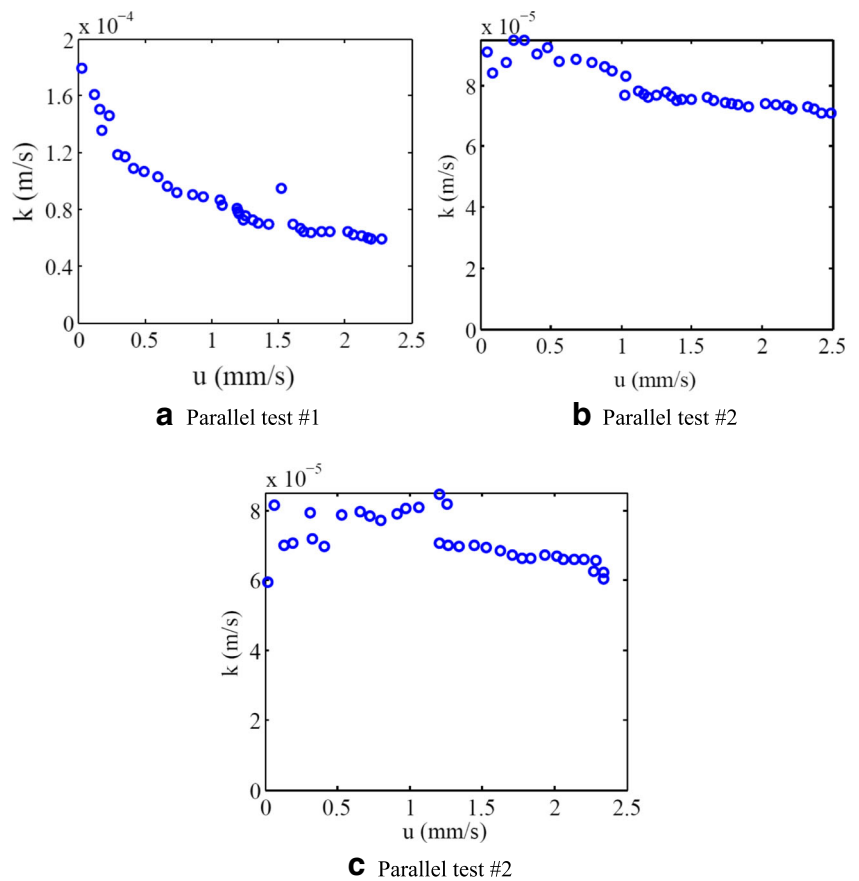 x 10⁻⁴
2
1.6
1.2
0.8
0.4
0
k (m/s)
0 0.5 1 1.5 2 2.5
u (mm/s)
a Parallel test #1
x 10⁻⁵
8
6
4
2
0
k (m/s)
0 0.5 1 1.5 2 2.5
u (mm/s)
b Parallel test #2
x 10⁻⁵
8
6
4
2
0
k (m/s)
0 0.5 1 1.5 2 2.5
u (mm/s)
c Parallel test #2